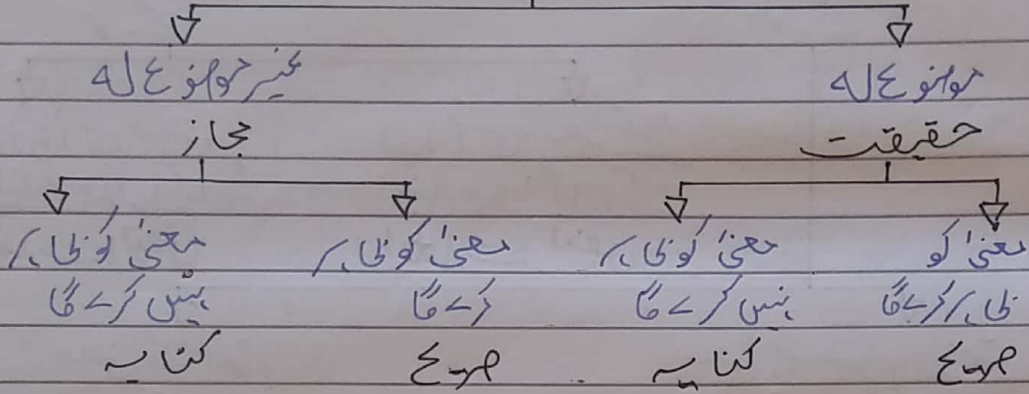 موضوع لہ غیر موضوع لہ
حقیقت مجاز
معنیٰ کو معنیٰ کو ظاہر معنیٰ کو ظاہر معنیٰ کو ظاہر
ظاہر کرے گا نہیں کرے گا کرے گا نہیں کرے گا
صریح کنایہ صریح کنایہ